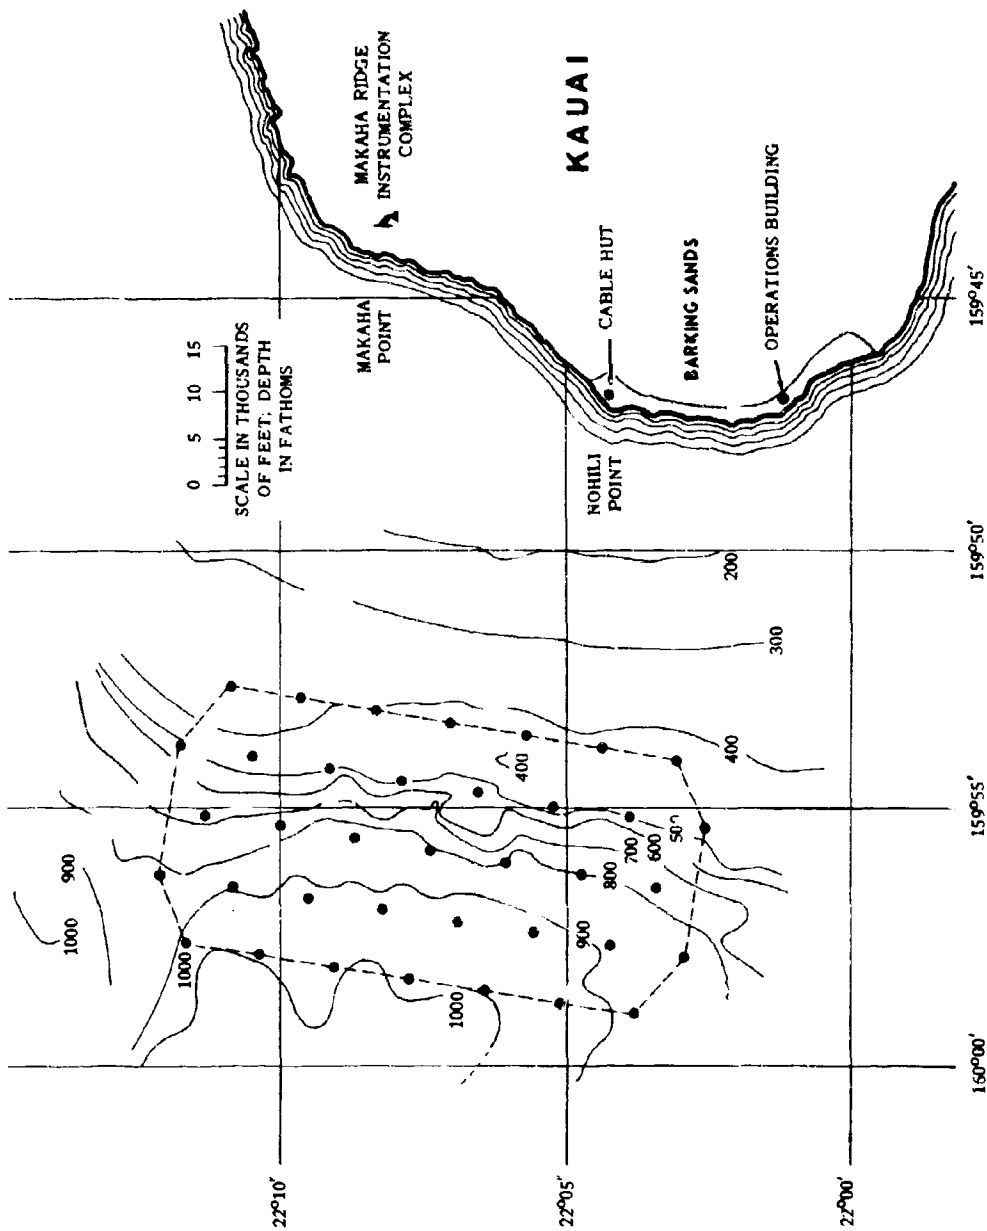 MAKAHA RIDGE
INSTRUMENTATION
COMPLEX
KAUAI
0 5 10 15
SCALE IN THOUSANDS
OF FEET; DEPTH
IN FATHOMS
MAKAHA
POINT
CABLE HUT
BARKING SANDS
OPERATIONS BUILDING
NOHILI
POINT
200
300
400
400
500
600
700
800
900
1000
1000
900
1000
159°45'
159°50'
159°55'
160°00'
22°10'
22°05'
22°00'